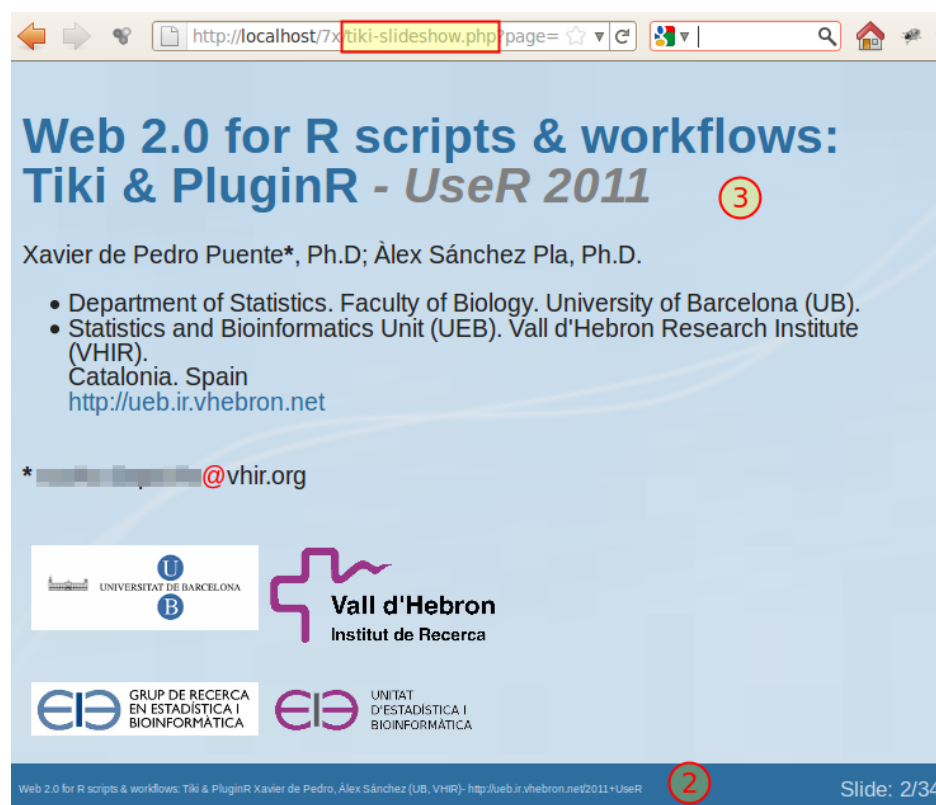 http://localhost/7x/tiki-slideshow.php?page=
Web 2.0 for R scripts & workflows:
Tiki & PluginR - UseR 2011
3
Xavier de Pedro Puente*, Ph.D; Àlex Sánchez Pla, Ph.D.
• Department of Statistics. Faculty of Biology. University of Barcelona (UB).
• Statistics and Bioinformatics Unit (UEB). Vall d'Hebron Research Institute
(VHIR).
Catalonia. Spain
http://ueb.ir.vhebron.net
* @vhir.org
U
UNIVERSITAT DE BARCELONA
B
Vall d'Hebron
Institut de Recerca
GRUP DE RECERCA
EN ESTADÍSTICA I
BIOINFORMÀTICA
UNITAT
D'ESTADÍSTICA I
BIOINFORMÀTICA
Web 2.0 for R scripts & workflows: Tiki & PluginR Xavier de Pedro, Àlex Sánchez (UB, VHIR)- http://ueb.ir.vhebron.net/2011+UseR
2
Slide: 2/34